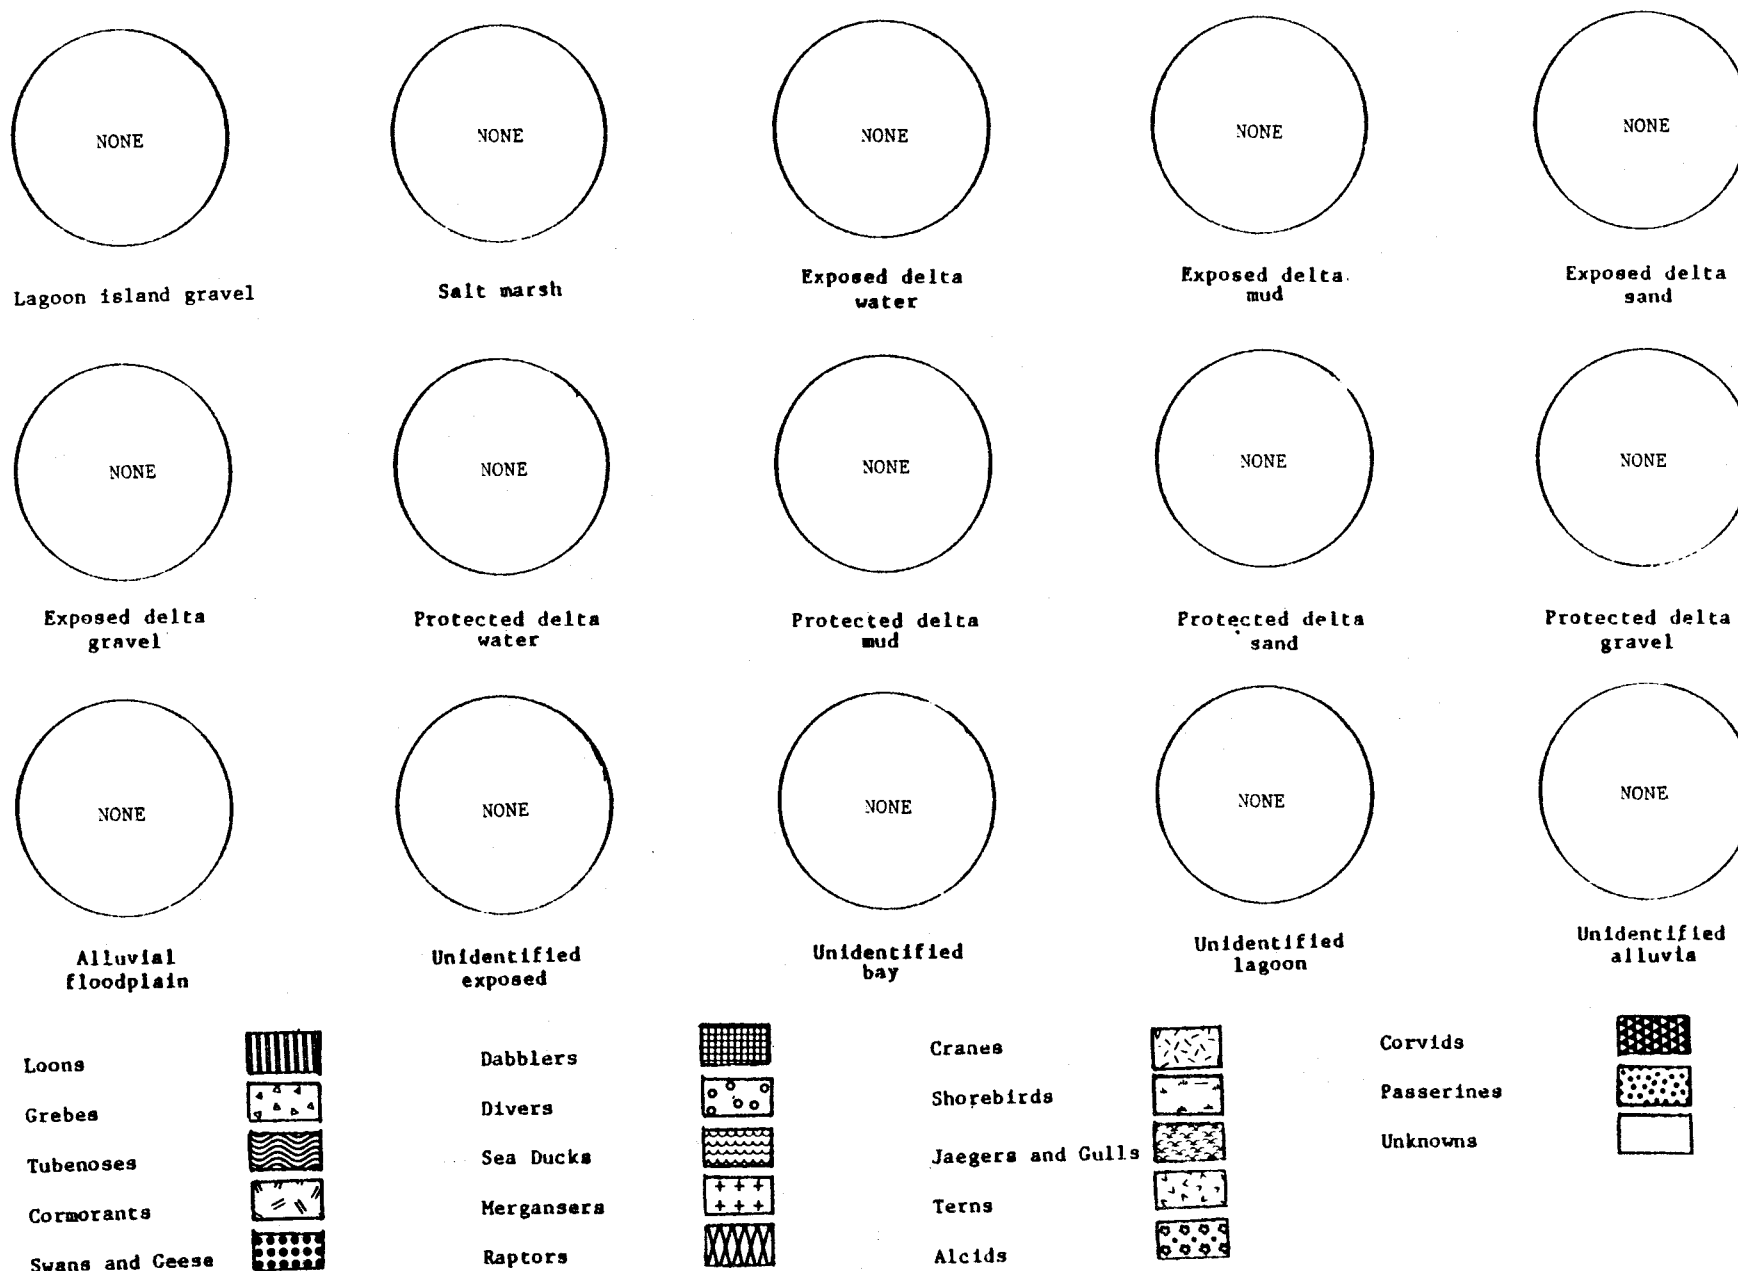 NONE
NONE
NONE
NONE
NONE
Lagoon island gravel
Salt marsh
Exposed delta
water
Exposed delta
mud
Exposed delta
sand
NONE
NONE
NONE
NONE
NONE
Exposed delta
gravel
Protected delta
water
Protected delta
mud
Protected delta
sand
Protected delta
gravel
NONE
NONE
NONE
NONE
NONE
Alluvial
floodplain
Unidentified
exposed
Unidentified
bay
Unidentified
lagoon
Unidentified
alluvia
Loons
Grebes
Tubenoses
Cormorants
Swans and Geese
Dabblers
Divers
Sea Ducks
Mergansers
Raptors
Cranes
Shorebirds
Jaegers and Gulls
Terns
Alcids
Corvids
Passerines
Unknowns